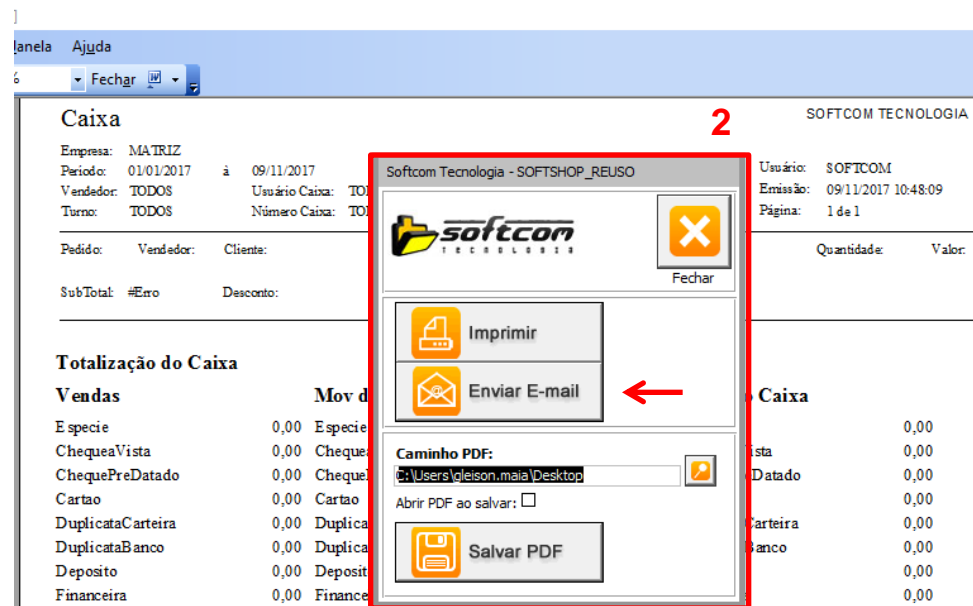 ]
Janela Ajuda
% Fechar
Caixa
2
SOFTCOM TECNOLOGIA
Empresa: MATRIZ
Periodo: 01/01/2017 à 09/11/2017
Usuário: SOFTCOM
Vendedor: TODOS Usuário Caixa:
Emissão: 09/11/2017 10:48:09
Turno: TODOS Número Caixa:
Página: 1 de 1
Pedido: Vendedor: Cliente:
Quantidade: Valor:
SubTotal: #Erro Desconto:
Softcom Tecnologia - SOFTSHOP_REUSO
softcom
TECNOLOGIA
Fechar
Imprimir
Enviar E-mail
Caminho PDF:
C:\Users\gleison.maia\Desktop
Abrir PDF ao salvar:
Salvar PDF
Totalização do Caixa
Vendas Mov d
Caixa
Especie 0,00 Especie 0,00
ChequeaVista 0,00 Chequea ista 0,00
ChequePreDatado 0,00 Cheque Datado 0,00
Cartao 0,00 Cartao 0,00
DuplicataCarteira 0,00 Duplica Carteira 0,00
DuplicataBanco 0,00 Duplica Banco 0,00
Deposito 0,00 Deposit 0,00
Financeira 0,00 Finance 0,00